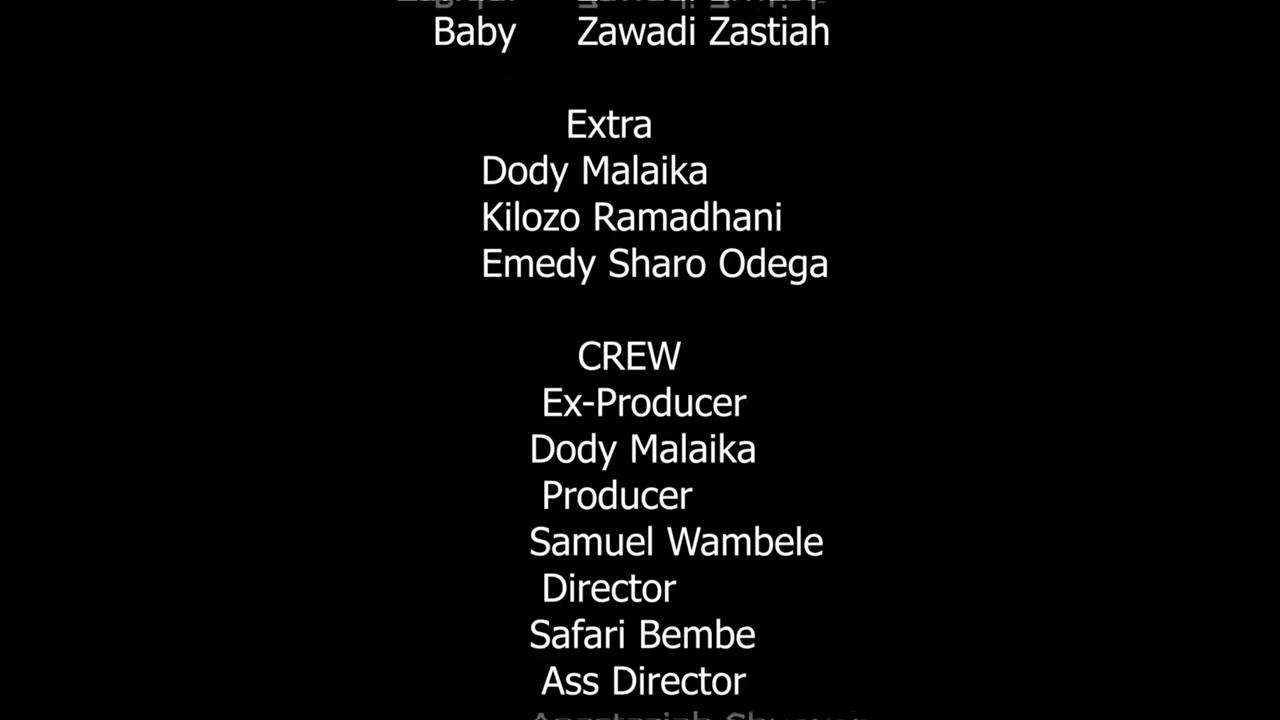 Baby Zawadi Zastiah
Extra
Dody Malaika
Kilozo Ramadhani
Emedy Sharo Odega
CREW
Ex-Producer
Dody Malaika
Producer
Samuel Wambele
Director
Safari Bembe
Ass Director